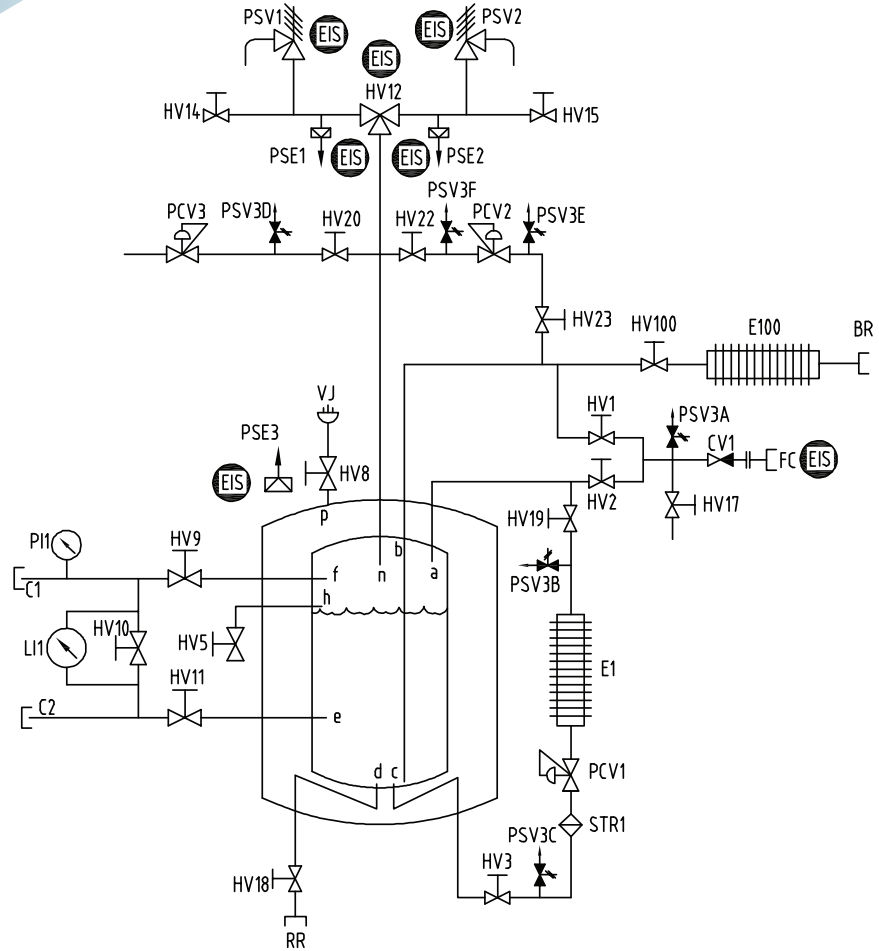 PSV1
EIS
EIS
PSV2
EIS
HV12
HV14
HV15
PSE1
EIS
EIS
PSE2
PCV3
PSV3D
HV20
HV22
PSV3F
PCV2
PSV3E
HV23
HV100
E100
BR
VJ
PSE3
EIS
HV8
HV1
PSV3A
CV1
FC
EIS
HV2
HV17
HV19
p
b
PI1
HV9
f
n
a
C1
h
PSV3B
LI1
HV10
HV5
E1
HV11
C2
e
d
c
PCV1
STR1
PSV3C
HV3
HV18
RR